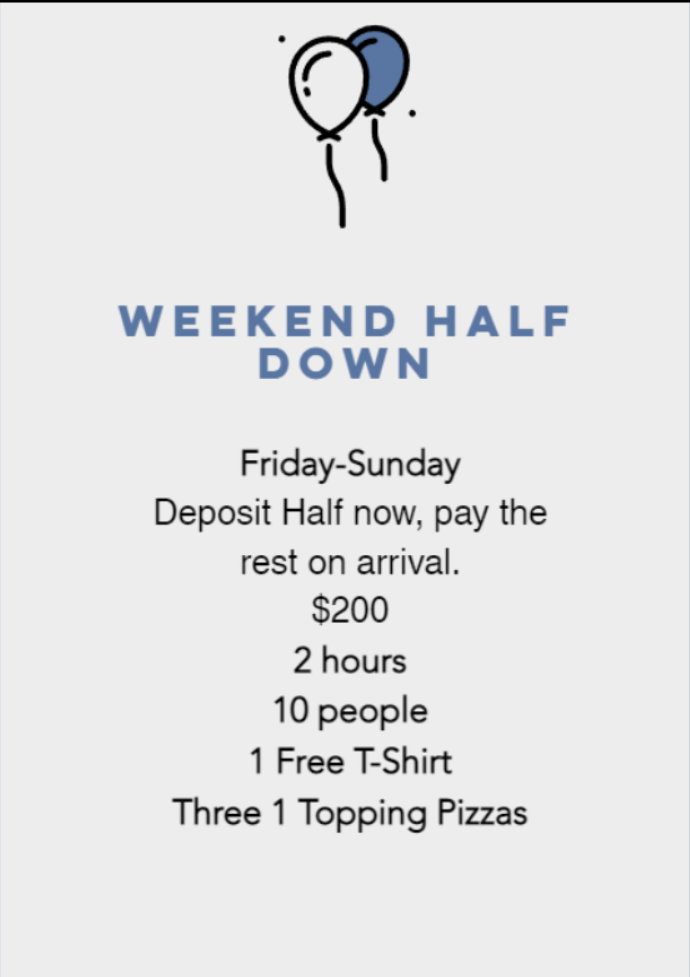 WEEKEND HALF
DOWN
Friday-Sunday
Deposit Half now, pay the
rest on arrival.
$200
2 hours
10 people
1 Free T-Shirt
Three 1 Topping Pizzas